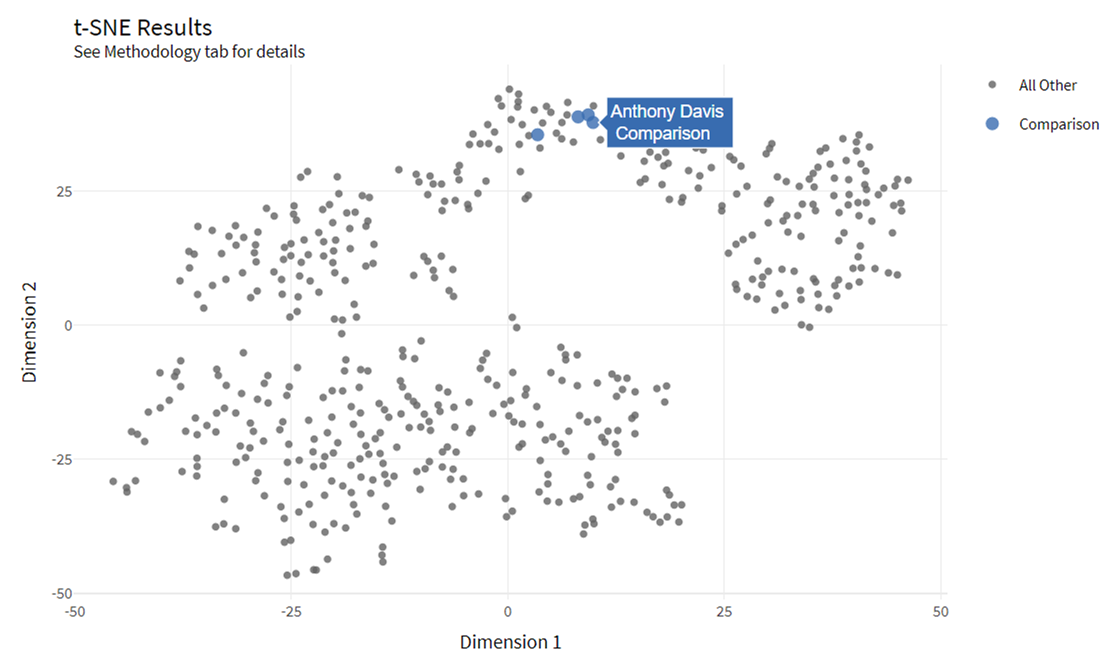 t-SNE Results
See Methodology tab for details
All Other
Comparison
Anthony Davis
Comparison
Dimension 2
25
0
-25
-50
-50
-25
0
25
50
Dimension 1